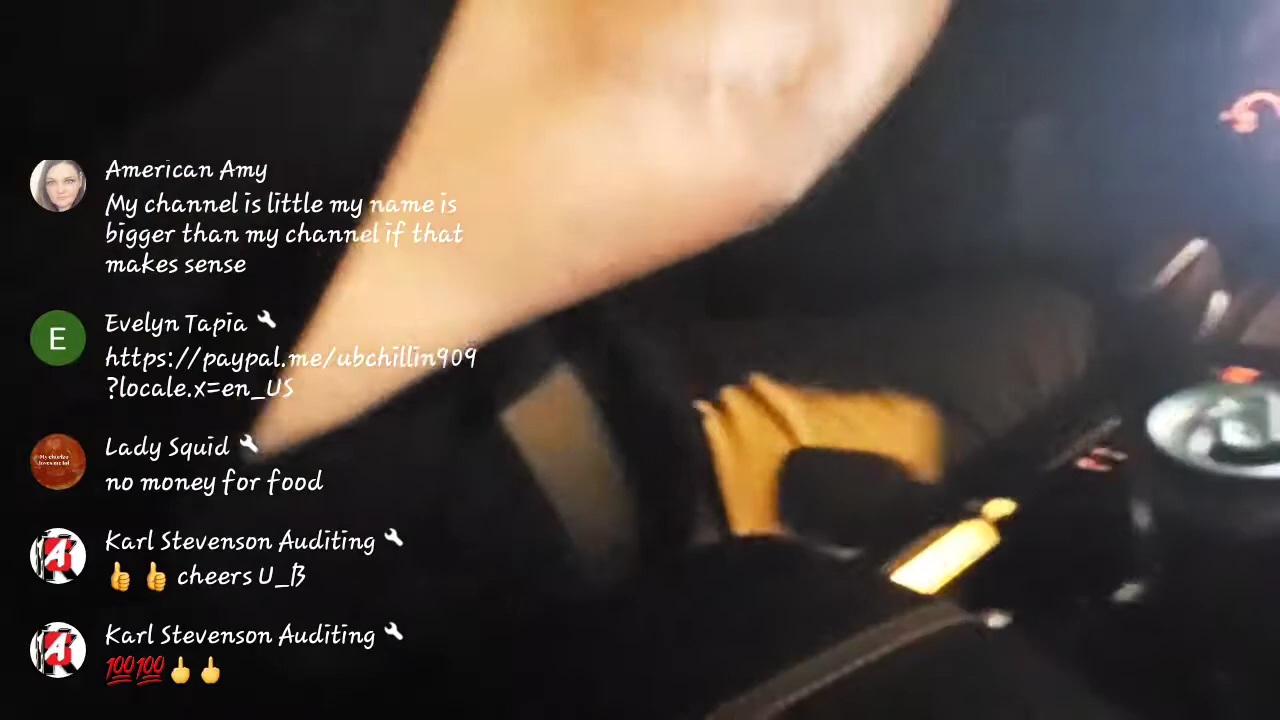 American Amy
My channel is little my name is
bigger than my channel if that
makes sense
E
Evelyn Tapia 🔧
https://paypal.me/ubchillin909
?locale.x=en_US
Lady Squid 🔧
no money for food
Karl Stevenson Auditing 🔧
👍 👍 cheers U_B
Karl Stevenson Auditing 🔧
💯💯🖕🖕